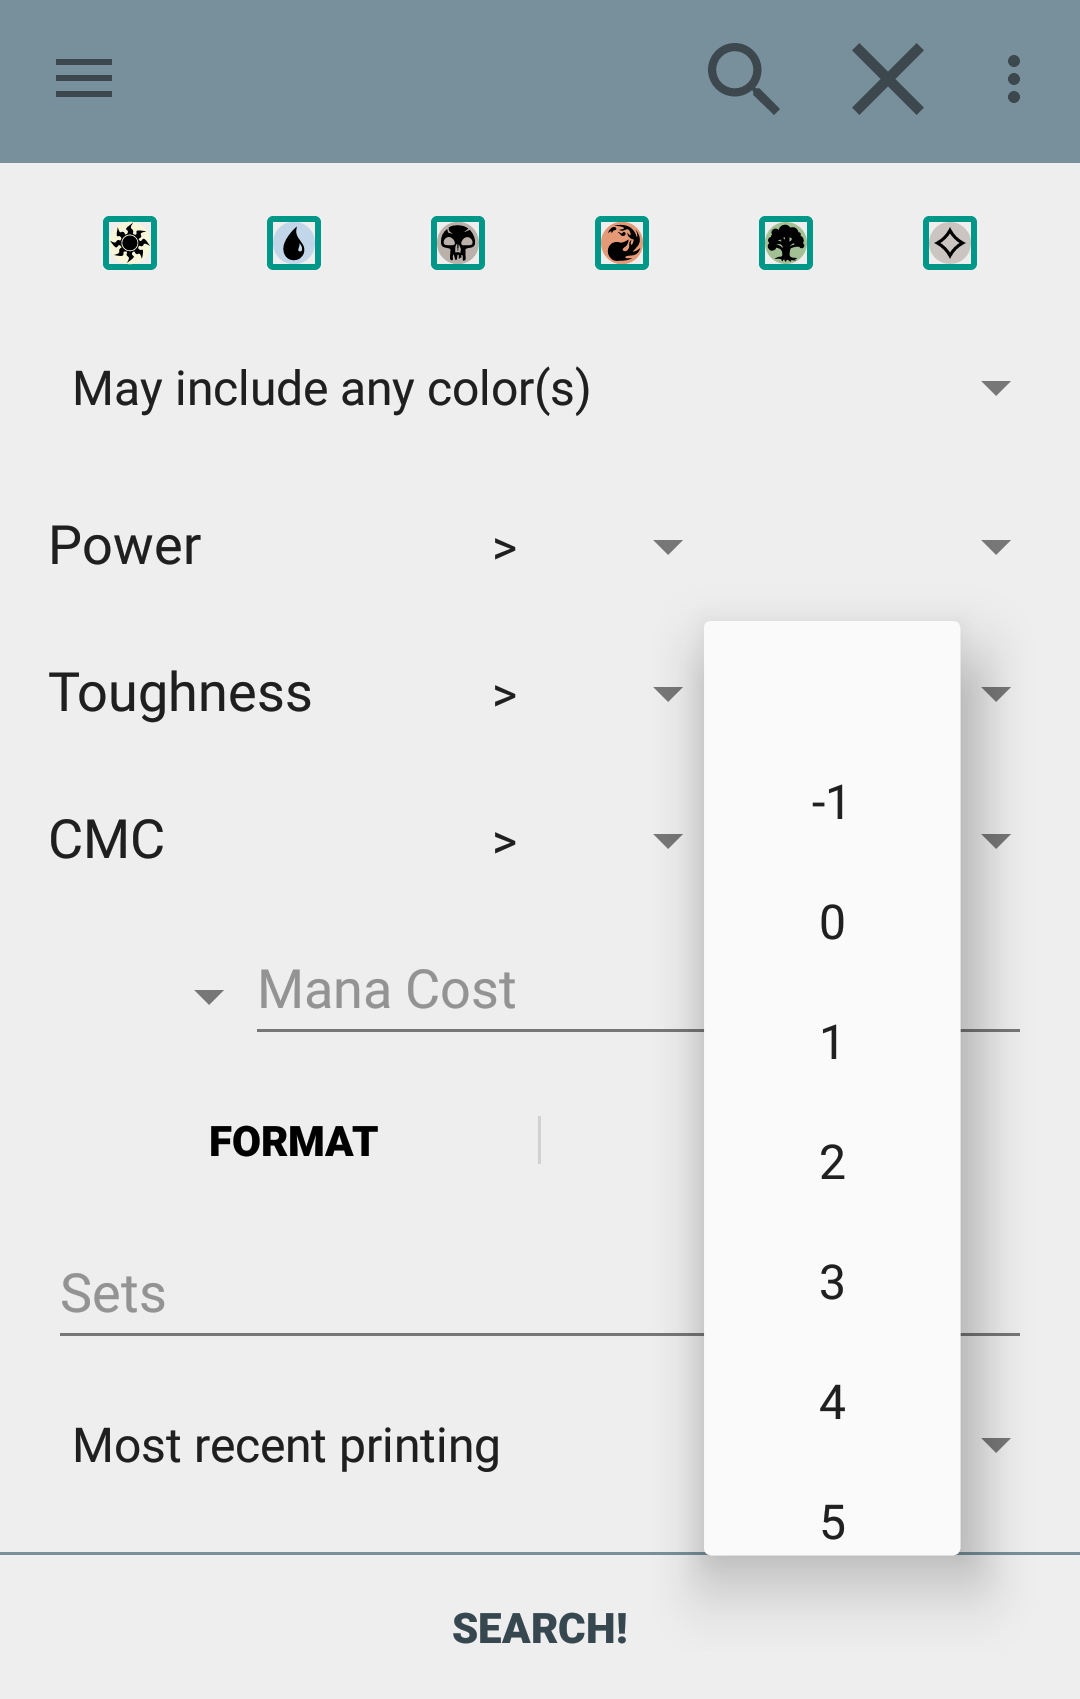 May include any color(s)
Power >
Toughness >
CMC >
Mana Cost
FORMAT
Sets
Most recent printing
-1
0
1
2
3
4
5
SEARCH!